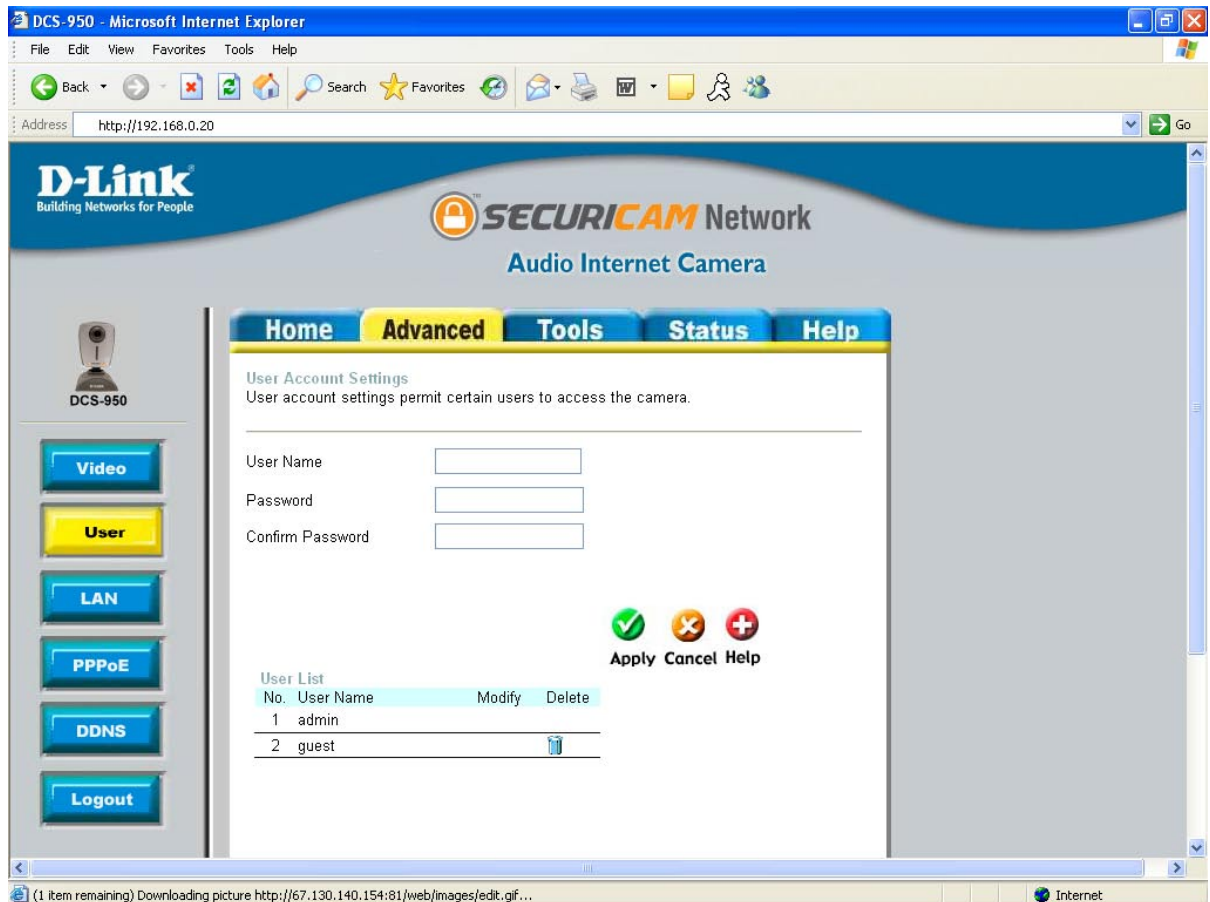 DCS-950 - Microsoft Internet Explorer
File Edit View Favorites Tools Help
Back Search Favorites
Address http://192.168.0.20 Go
D-Link
Building Networks for People
SECURICAM Network
™
Audio Internet Camera
DCS-950
Home Advanced Tools Status Help
Video
User
LAN
PPPoE
DDNS
Logout
User Account Settings
User account settings permit certain users to access the camera.
User Name
Password
Confirm Password
Apply Cancel Help
User List
No. User Name Modify Delete
1 admin
2 guest
(1 item remaining) Downloading picture http://67.130.140.154:81/web/images/edit.gif... Internet